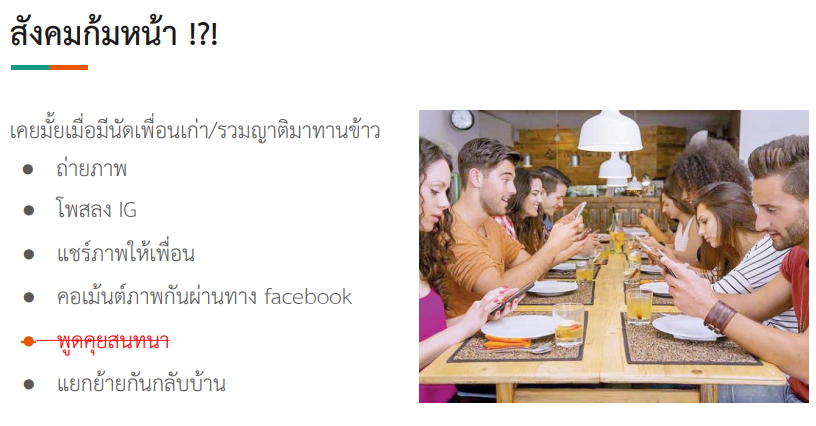 สังคมก้มหน้า !?!
เคยมั้ยเมื่อมีนัดเพื่อนเก่า/รวมญาติมาทานข้าว
● ถ่ายภาพ
● โพสลง IG
● แชร์ภาพให้เพื่อน
● คอเม้นต์ภาพกันผ่านทาง facebook
● พูดคุยสนทนา
● แยกย้ายกันกลับบ้าน